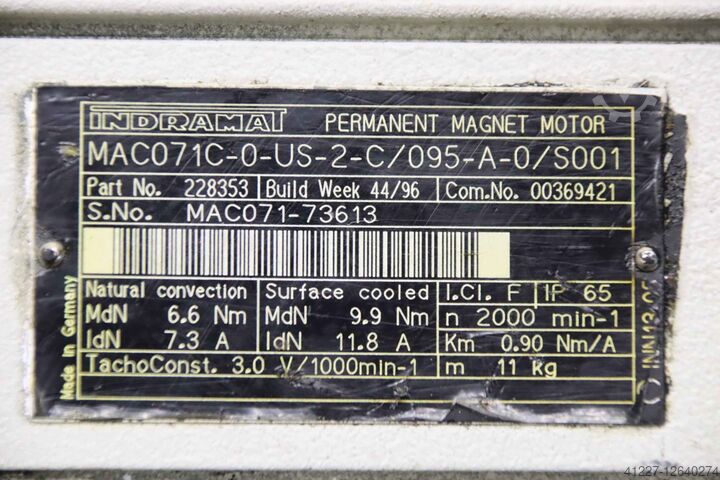 INDRAMAT PERMANENT MAGNET MOTOR
MAC071C-0-US-2-C/095-A-0/S001
Part No. 228353 Build Week 44/96 Com.No. 00369421
S.No. MAC071-73613
Natural convection Surface cooled I.Cl. F IP 65
MdN 6.6 Nm MdN 9.9 Nm n 2000 min-1
IdN 7.3 A IdN 11.8 A Km 0.90 Nm/A
TachoConst. 3.0 V/1000min-1 m 11 kg
Made in Germany
41227-12640274